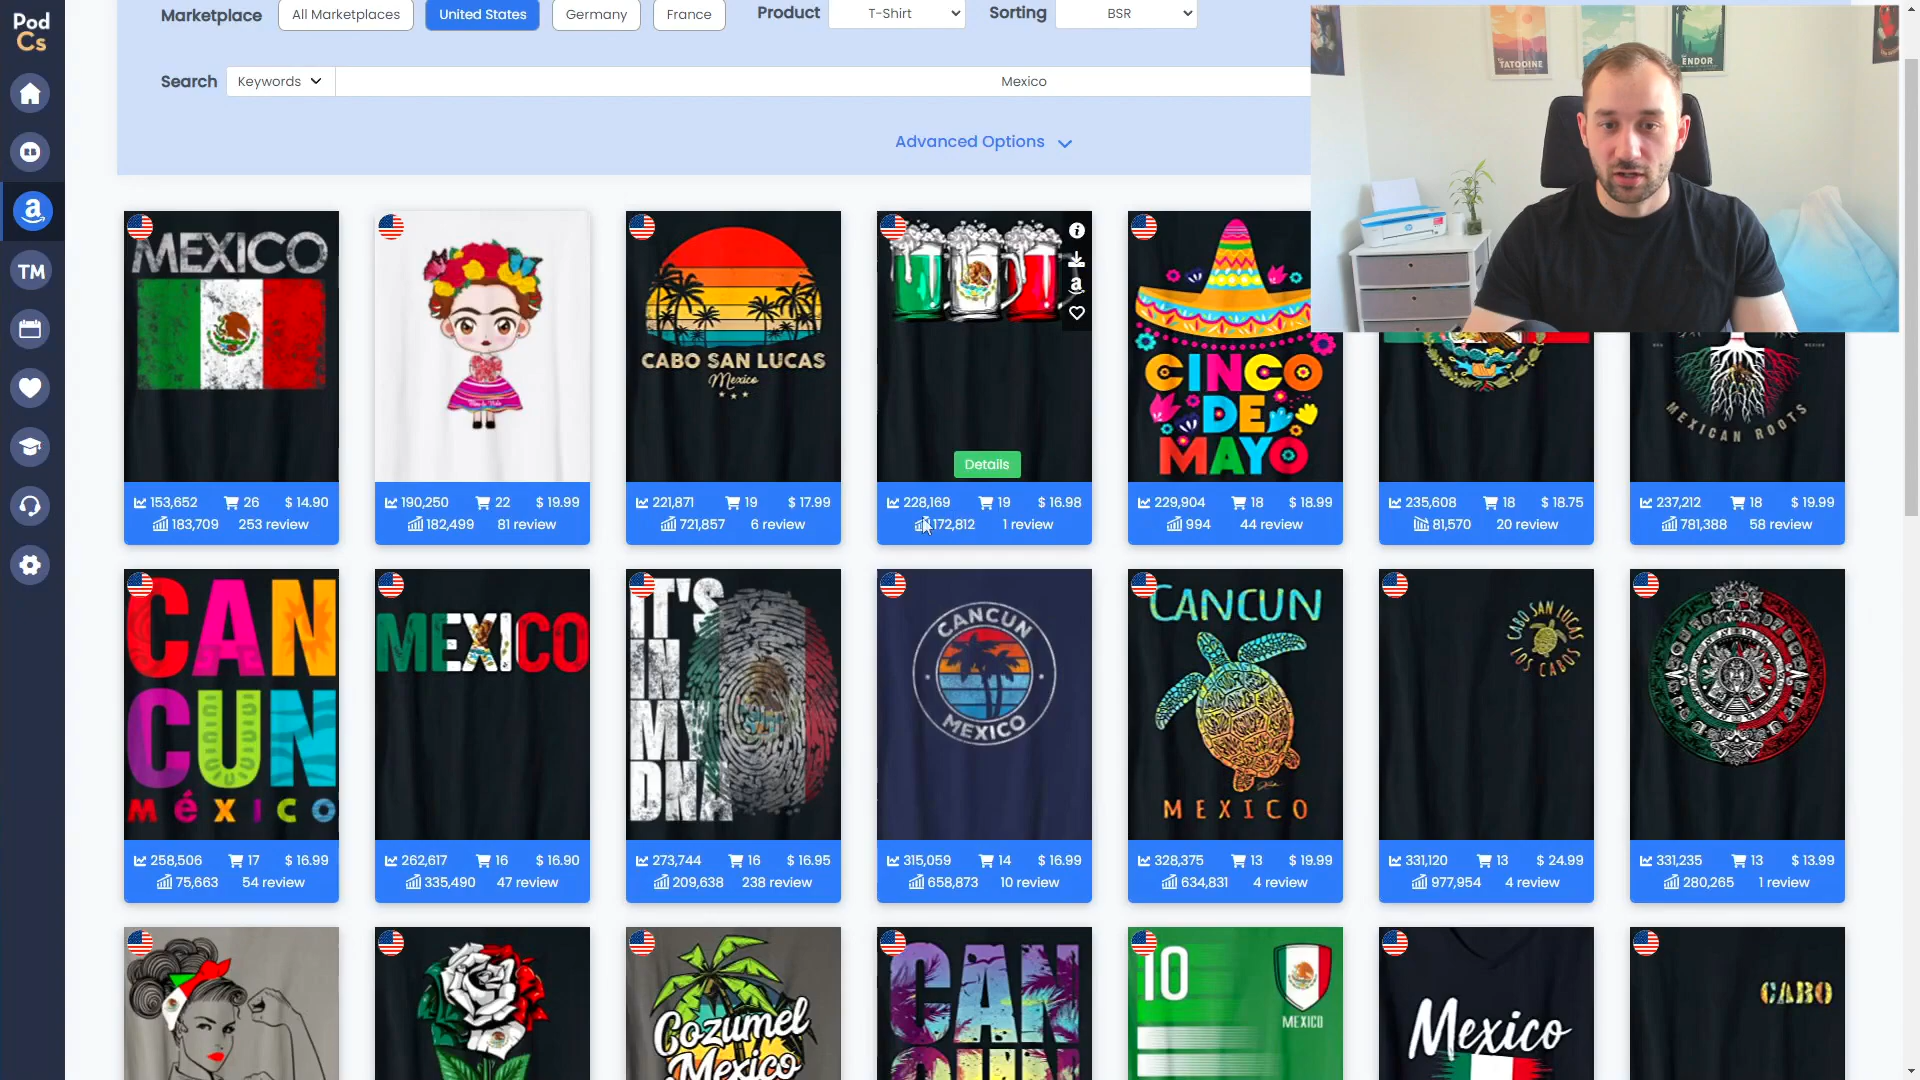 Pod
Cs
Marketplace
All Marketplaces
United States
Germany
France
Product
T-Shirt
Sorting
BSR
Search
Keywords
Mexico
Advanced Options
TATOOINE
ENDOR
TM
MEXICO
CABO SAN LUCAS
Mexico
Details
CINCO
DE
MAYO
MEXICAN ROOTS
153,652 26 $ 14.90
183,709 253 review
190,250 22 $ 19.99
182,499 81 review
221,871 19 $ 17.99
721,857 6 review
228,169 19 $ 16.98
172,812 1 review
229,904 18 $ 18.99
994 44 review
235,608 18 $ 18.75
81,570 20 review
237,212 18 $ 19.99
781,388 58 review
CAN
CUN
méxico
MEXICO
IT'S
IN
MY
DNA
CANCUN
MEXICO
CANCUN
MEXICO
CABO SAN LUCAS
LOS CABOS
258,506 17 $ 16.99
75,663 54 review
262,617 16 $ 16.90
335,490 47 review
273,744 16 $ 16.95
209,638 238 review
315,059 14 $ 16.99
658,873 10 review
328,375 13 $ 19.99
634,831 4 review
331,120 13 $ 24.99
977,954 4 review
331,235 13 $ 13.99
280,265 1 review
Cozumel
Mexico
CAN
CUN
10
MEXICO
Mexico
CABO